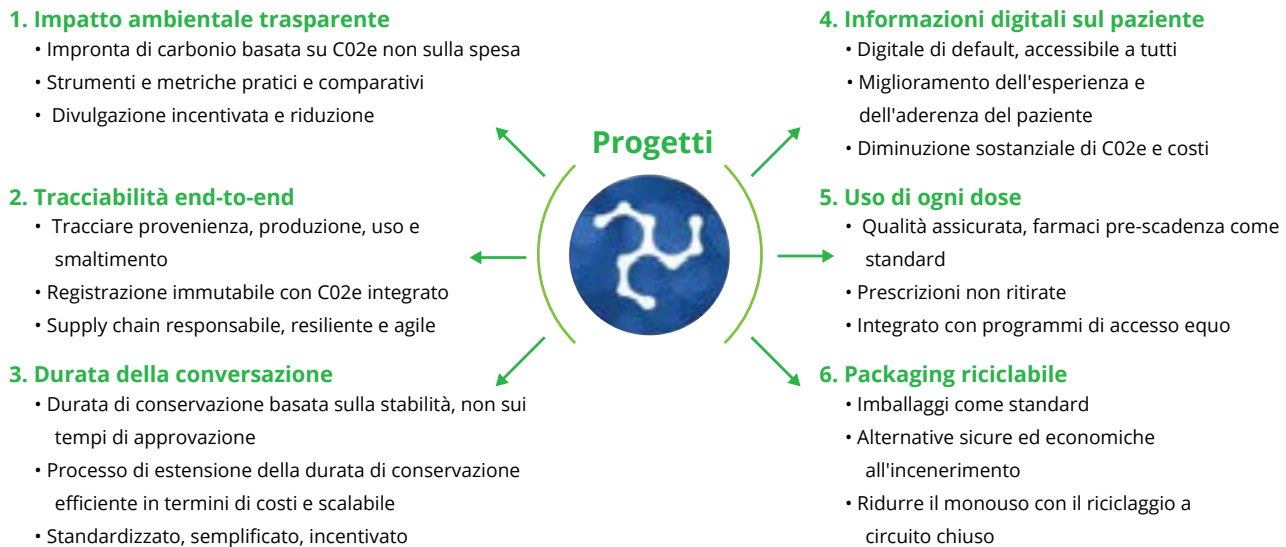 1. Impatto ambientale trasparente
• Impronta di carbonio basata su C02e non sulla spesa
• Strumenti e metriche pratici e comparativi
• Divulgazione incentivata e riduzione
2. Tracciabilità end-to-end
• Tracciare provenienza, produzione, uso e
smaltimento
• Registrazione immutabile con C02e integrato
• Supply chain responsabile, resiliente e agile
3. Durata della conversazione
• Durata di conservazione basata sulla stabilità, non sui
tempi di approvazione
• Processo di estensione della durata di conservazione
efficiente in termini di costi e scalabile
• Standardizzato, semplificato, incentivato
Progetti
4. Informazioni digitali sul paziente
• Digitale di default, accessibile a tutti
• Miglioramento dell'esperienza e
dell'aderenza del paziente
• Diminuzione sostanziale di C02e e costi
5. Uso di ogni dose
• Qualità assicurata, farmaci pre-scadenza come
standard
• Prescrizioni non ritirate
• Integrato con programmi di accesso equo
6. Packaging riciclabile
• Imballaggi come standard
• Alternative sicure ed economiche
all'incenerimento
• Ridurre il monouso con il riciclaggio a
circuito chiuso